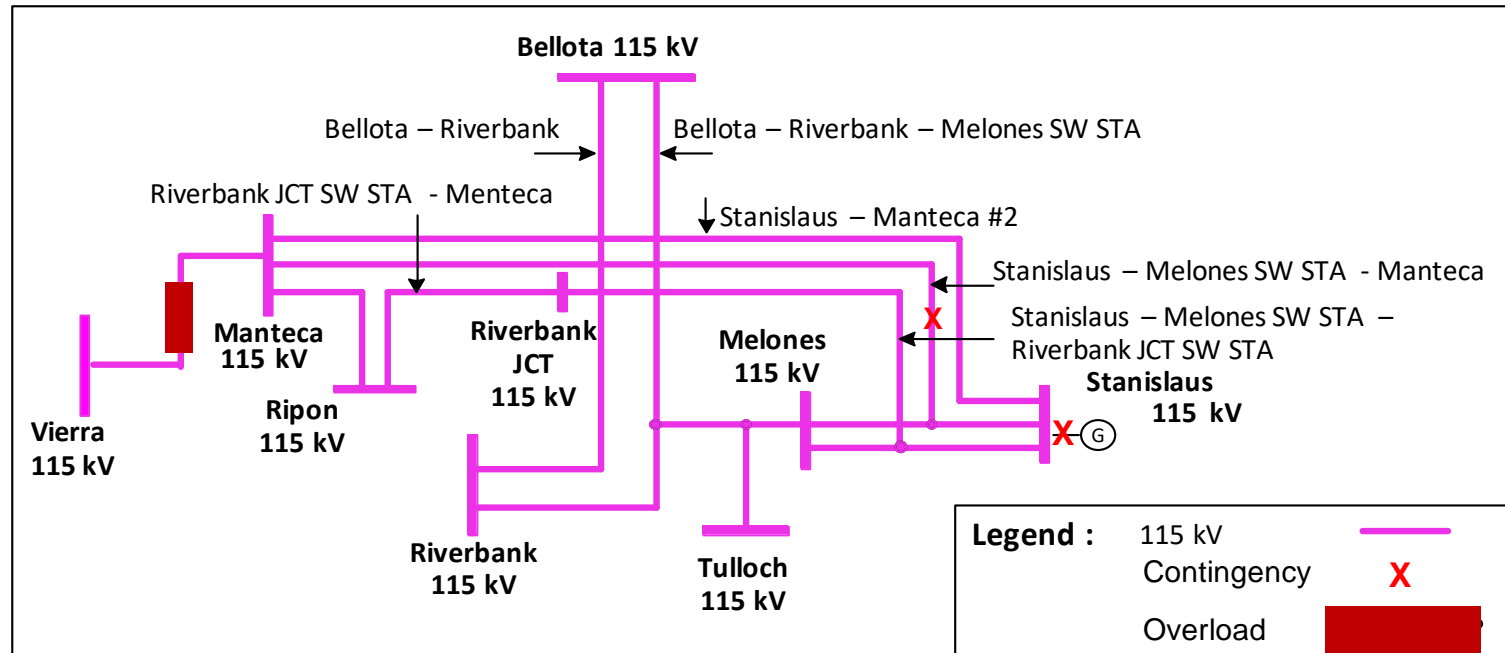 Bellota 115 kV
Bellota – Riverbank
Bellota – Riverbank – Melones SW STA
Riverbank JCT SW STA - Menteca
Stanislaus – Manteca #2
Stanislaus – Melones SW STA - Manteca
Stanislaus – Melones SW STA –
Riverbank JCT SW STA
Manteca
115 kV
Riverbank
JCT
115 kV
Melones
115 kV
Stanislaus
115 kV
Ripon
115 kV
Vierra
115 kV
X
X
G
Riverbank
115 kV
Tulloch
115 kV
Legend :
115 kV
Contingency
X
Overload